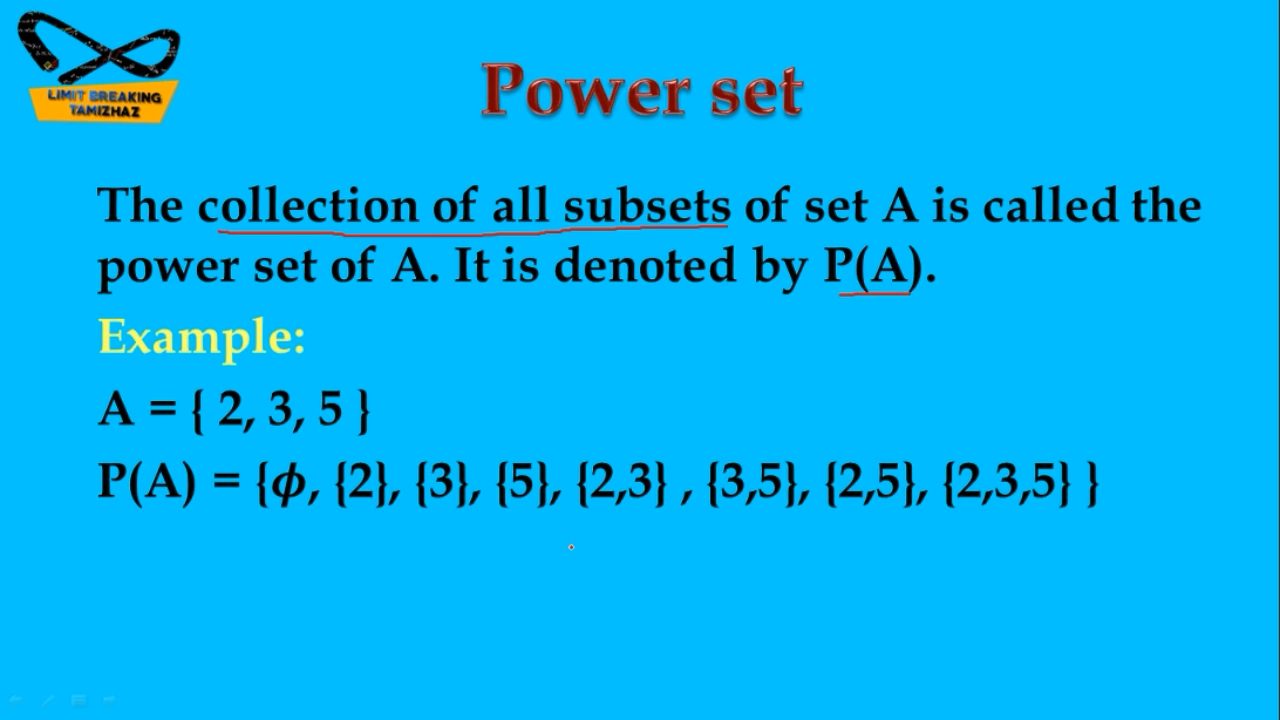 LIMIT BREAKING
TAMIZHAZ
Power set
The collection of all subsets of set A is called the
power set of A. It is denoted by P(A).
Example:
A = { 2, 3, 5 }
P(A) = {ϕ, {2}, {3}, {5}, {2,3} , {3,5}, {2,5}, {2,3,5} }